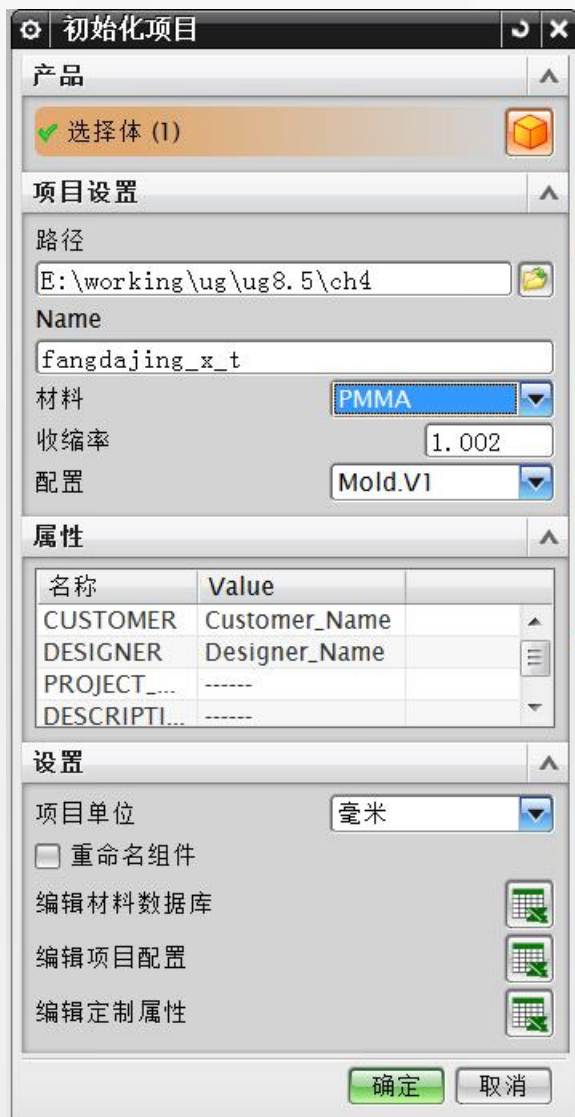 初始化项目
产品
选择体 (1)
项目设置
路径
E:\working\ug\ug8.5\ch4
Name
fangdajing_x_t
材料 PMMA
收缩率 1.002
配置 Mold.V1
属性
名称 Value
CUSTOMER Customer_Name
DESIGNER Designer_Name
PROJECT_... ------
DESCRIPTI... ------
设置
项目单位 毫米
重命名组件
编辑材料数据库
编辑项目配置
编辑定制属性
确定 取消